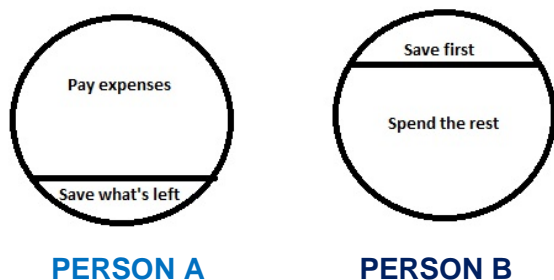 Pay expenses
Save what's left
PERSON A
Save first
Spend the rest
PERSON B